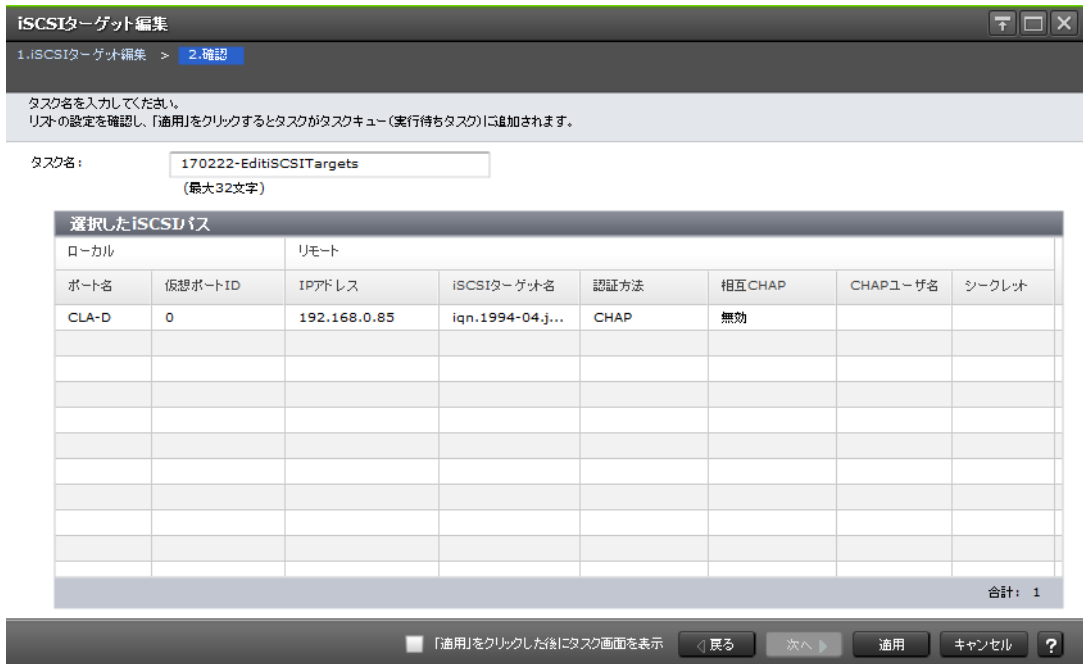 iSCSIターゲット編集
1.iSCSIターゲット編集 > 2.確認
タスク名を入力してください。
リストの設定を確認し、「適用」をクリックするとタスクがタスクキュー(実行待ちタスク)に追加されます。
タスク名: 170222-EditiSCSITargets
(最大32文字)
選択したiSCSIパス
ローカル リモート
ポート名 仮想ポートID IPアドレス iSCSIターゲット名 認証方法 相互CHAP CHAPユーザ名 シークレット
CLA-D 0 192.168.0.85 iqn.1994-04.j... CHAP 無効
合計: 1
「適用」をクリックした後にタスク画面を表示 戻る 次へ 適用 キャンセル ?